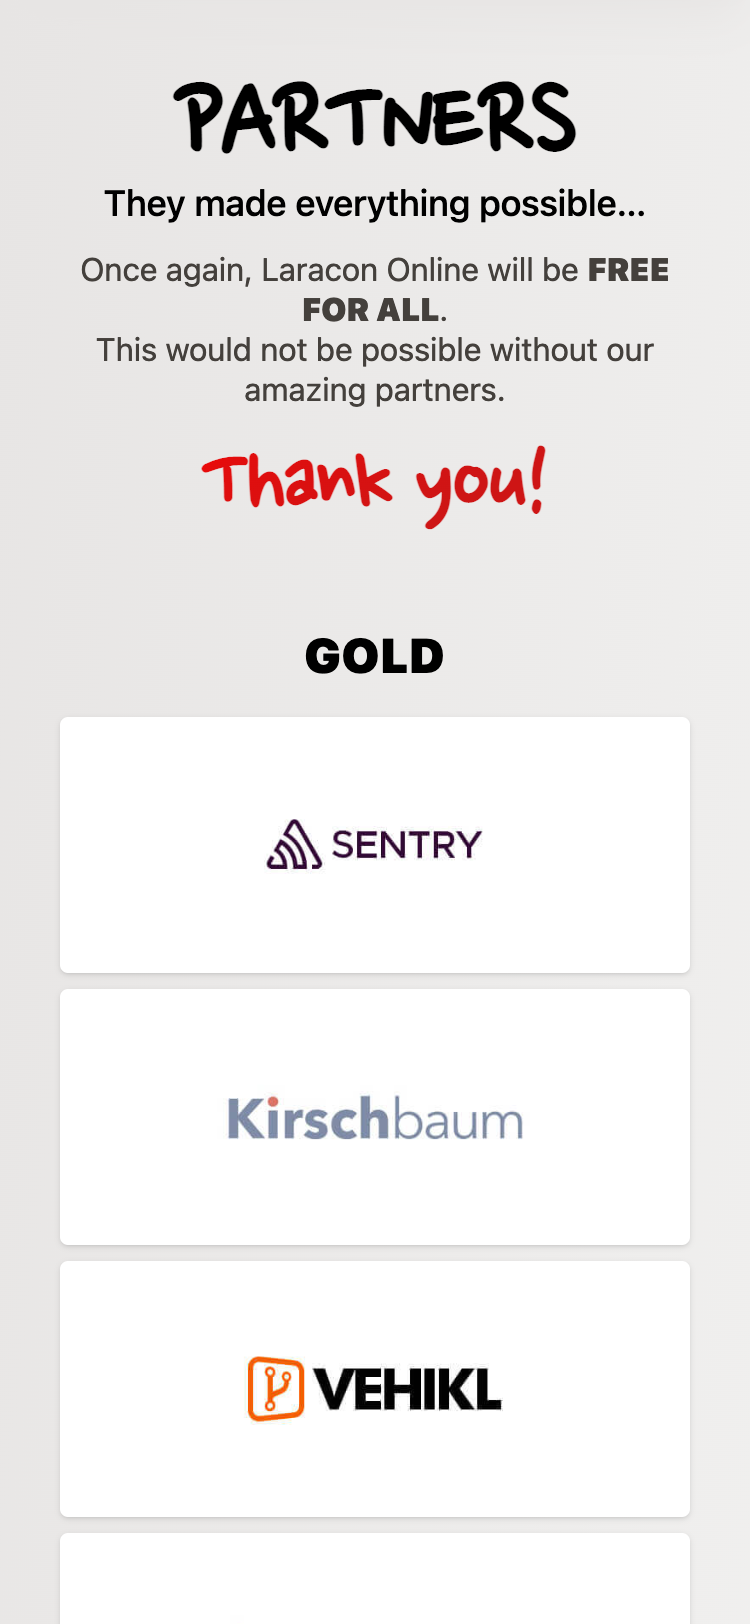 PARTNERS
They made everything possible...
Once again, Laracon Online will be FREE
FOR ALL.
This would not be possible without our
amazing partners.
Thank you!
GOLD
SENTRY
Kirschbaum
VEHIKL